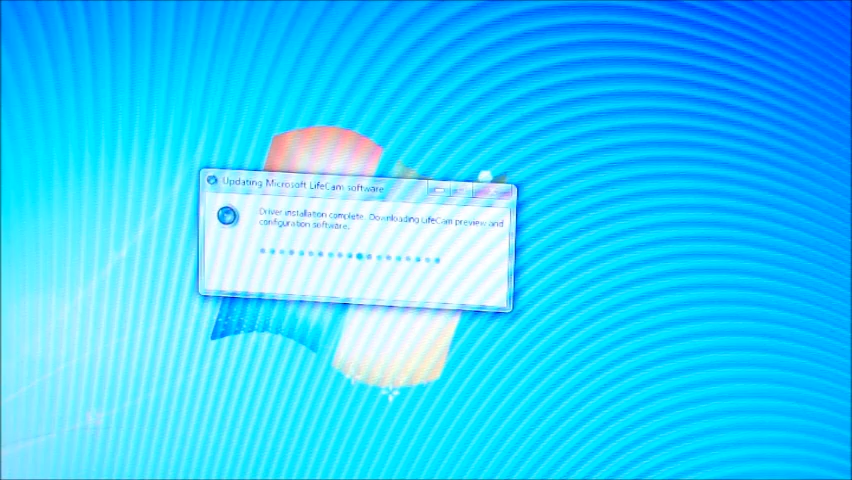 Updating Microsoft LifeCam software
Driver installation complete. Downloading LifeCam preview and
configuration software.